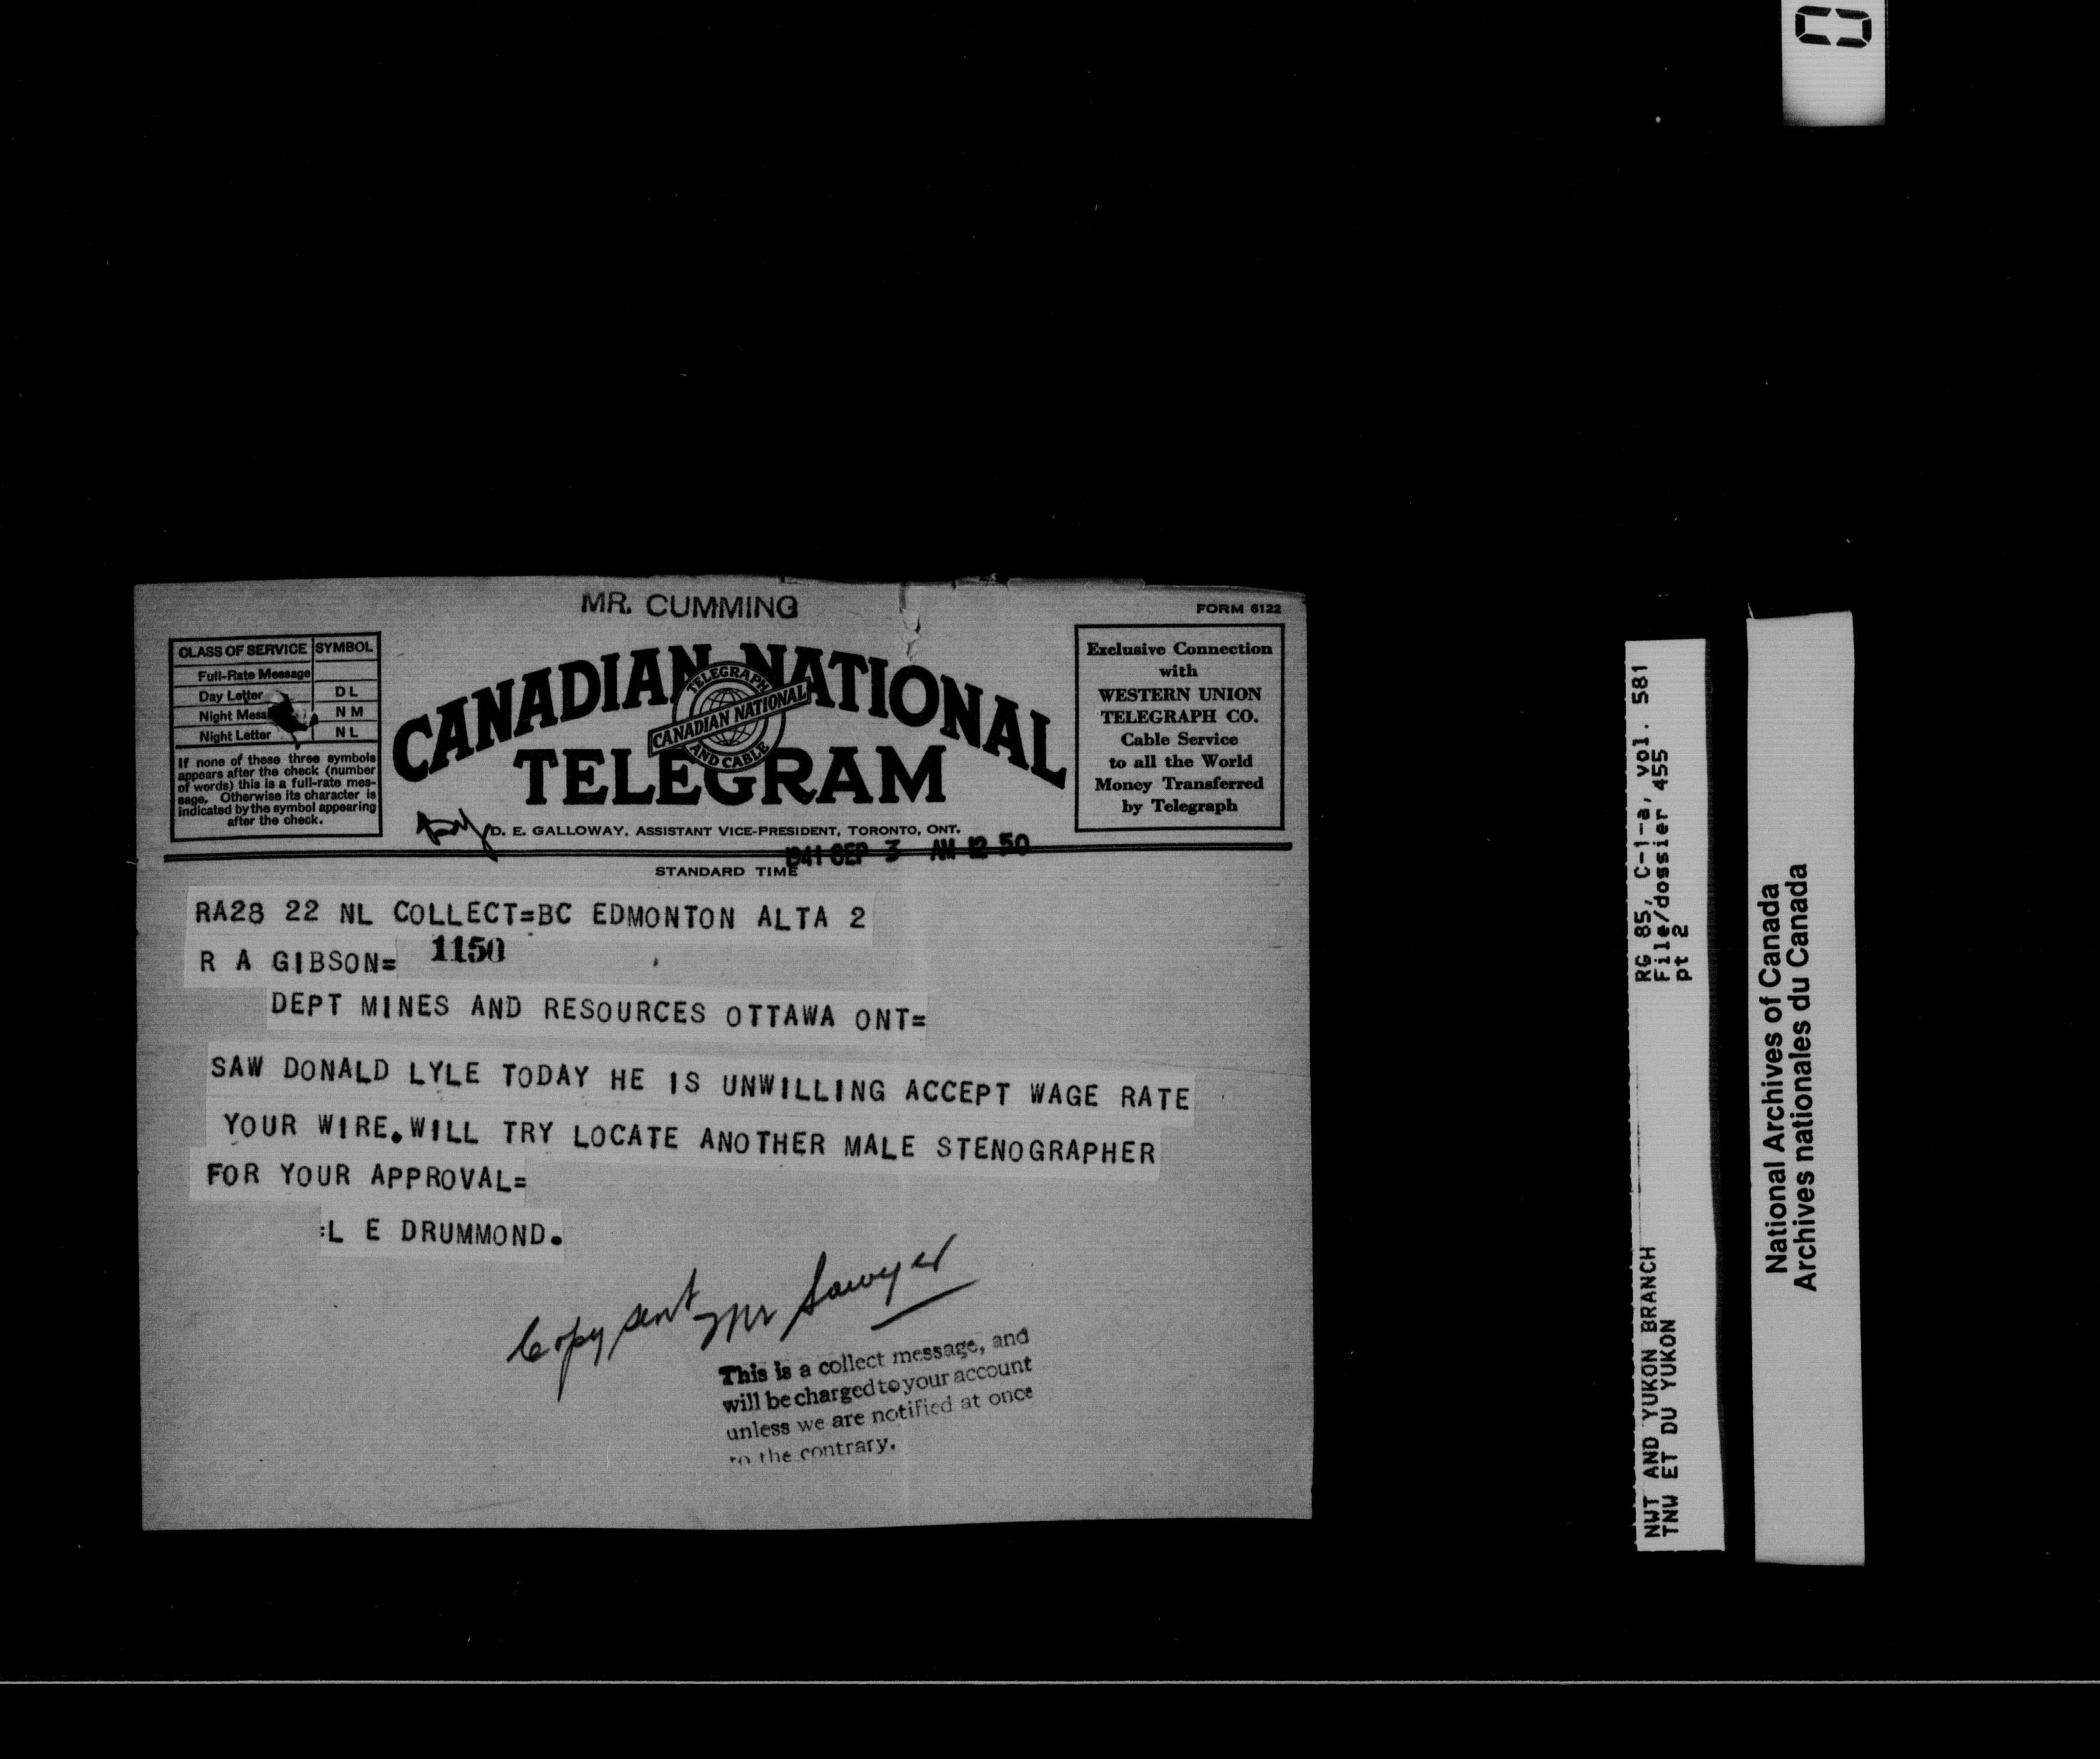 MR. CUMMING
FORM 6122
CLASS OF SERVICE SYMBOL
Full-Rate Message
Day Letter DL
Night Mess NM
Night Letter NL
If none of these three symbols
appears after the check (number
of words) this is a full-rate mes-
sage. Otherwise its character is
indicated by the symbol appearing
after the check.
CANADIAN NATIONAL
TELEGRAPH
CANADIAN NATIONAL
AND CABLE
TELEGRAM
D. E. GALLOWAY, ASSISTANT VICE-PRESIDENT, TORONTO, ONT.
Exclusive Connection
with
WESTERN UNION
TELEGRAPH CO.
Cable Service
to all the World
Money Transferred
by Telegraph
1941 SEP 3 AM 12 50
STANDARD TIME
RA28 22 NL COLLECT=BC EDMONTON ALTA 2
R A GIBSON= 1150
DEPT MINES AND RESOURCES OTTAWA ONT=
SAW DONALD LYLE TODAY HE IS UNWILLING ACCEPT WAGE RATE
YOUR WIRE.WILL TRY LOCATE ANOTHER MALE STENOGRAPHER
FOR YOUR APPROVAL=
:L E DRUMMOND.
Copy sent Mr Sawyer
This is a collect message, and
will be charged to your account
unless we are notified at once
to the contrary.
RG 85, C-1-a, vol. 581
File/dossier 455
pt 2
NWT AND YUKON BRANCH
TNW ET DU YUKON
National Archives of Canada
Archives nationales du Canada